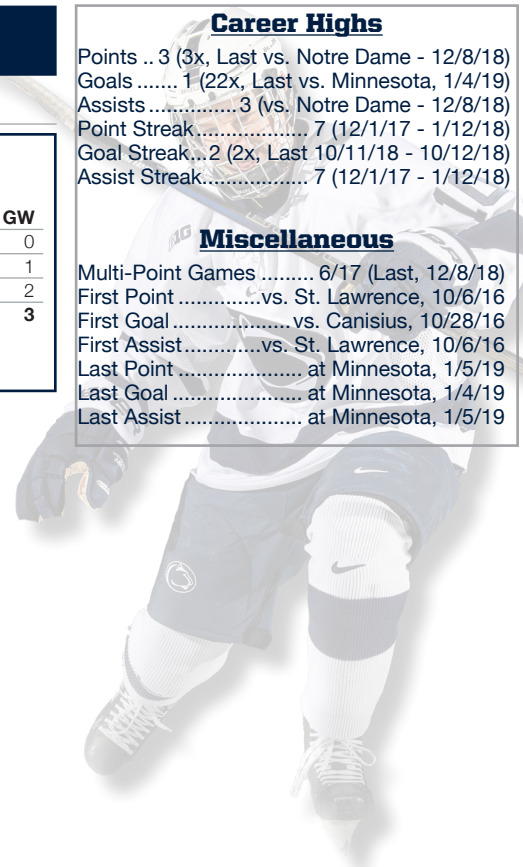 GW
0
1
2
3
Career Highs
Points .. 3 (3x, Last vs. Notre Dame - 12/8/18)
Goals ....... 1 (22x, Last vs. Minnesota, 1/4/19)
Assists ............... 3 (vs. Notre Dame - 12/8/18)
Point Streak .................. 7 (12/1/17 - 1/12/18)
Goal Streak...2 (2x, Last 10/11/18 - 10/12/18)
Assist Streak.................. 7 (12/1/17 - 1/12/18)
Miscellaneous
Multi-Point Games ......... 6/17 (Last, 12/8/18)
First Point ..............vs. St. Lawrence, 10/6/16
First Goal .....................vs. Canisius, 10/28/16
First Assist .............vs. St. Lawrence, 10/6/16
Last Point ...................... at Minnesota, 1/5/19
Last Goal ....................... at Minnesota, 1/4/19
Last Assist .................... at Minnesota, 1/5/19